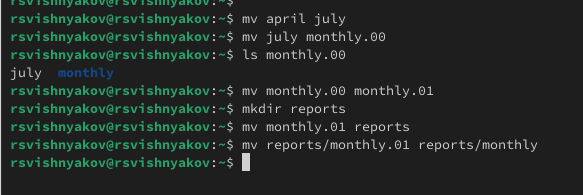 rsvishnyakov@rsvishnyakov:~$ mv april july
rsvishnyakov@rsvishnyakov:~$ mv july monthly.00
rsvishnyakov@rsvishnyakov:~$ ls monthly.00
july  monthly
rsvishnyakov@rsvishnyakov:~$ mv monthly.00 monthly.01
rsvishnyakov@rsvishnyakov:~$ mkdir reports
rsvishnyakov@rsvishnyakov:~$ mv monthly.01 reports
rsvishnyakov@rsvishnyakov:~$ mv reports/monthly.01 reports/monthly
rsvishnyakov@rsvishnyakov:~$